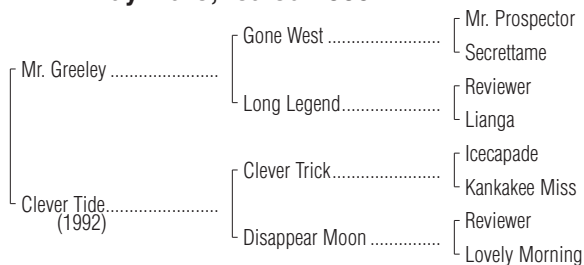 Mr. Prospector
Gone West
Secrettame
Mr. Greeley
Reviewer
Long Legend
Lianga
Icecapade
Clever Trick
Kankakee Miss
Clever Tide
(1992)
Reviewer
Disappear Moon
Lovely Morning